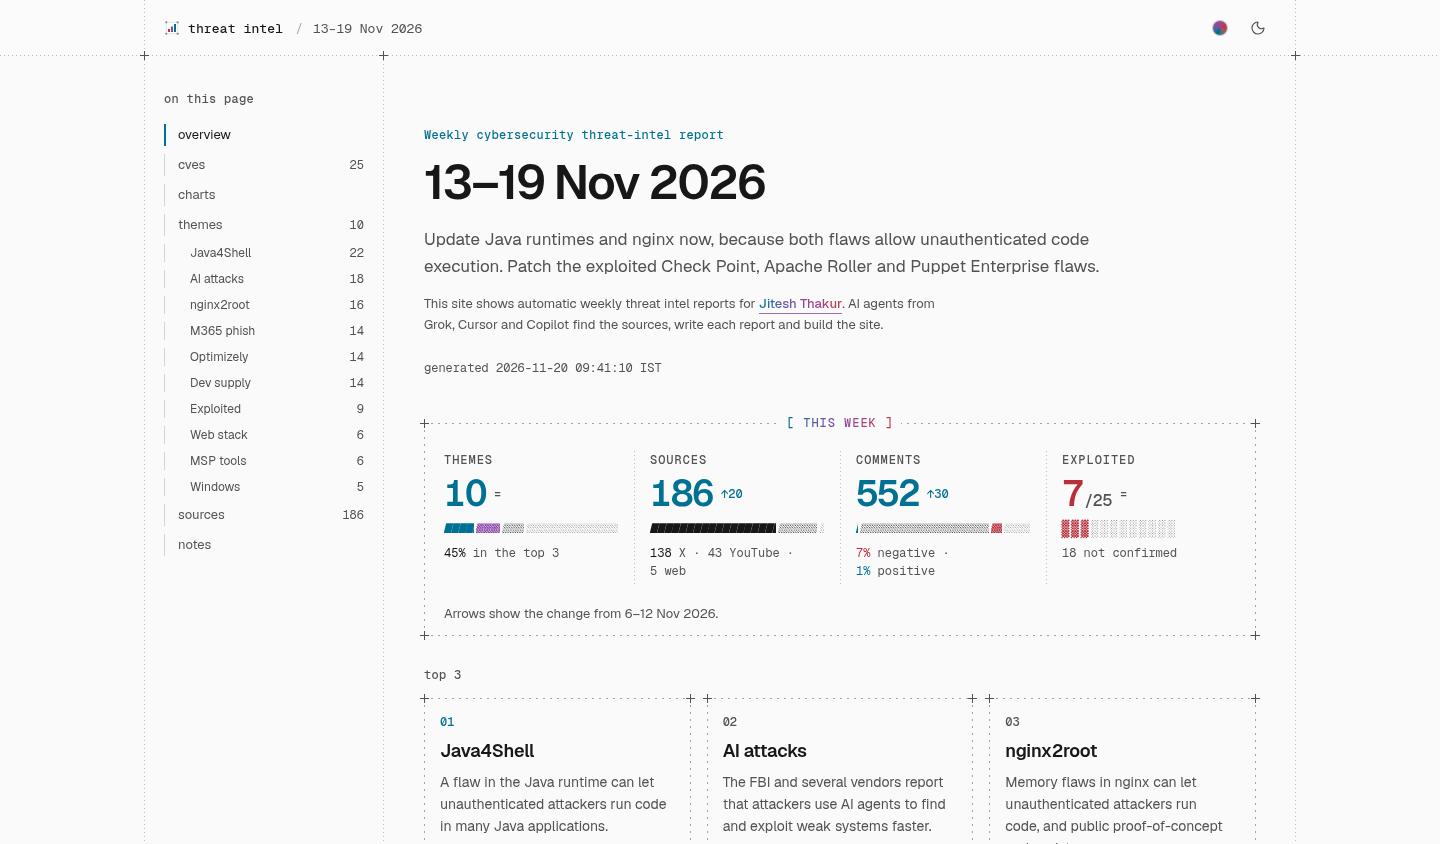 threat intel / 13–19 Nov 2026
on this page
overview
cves 25
charts
themes 10
Java4Shell 22
AI attacks 18
nginx2root 16
M365 phish 14
Optimizely 14
Dev supply 14
Exploited 9
Web stack 6
MSP tools 6
Windows 5
sources 186
notes
Weekly cybersecurity threat-intel report
13–19 Nov 2026
Update Java runtimes and nginx now, because both flaws allow unauthenticated code
execution. Patch the exploited Check Point, Apache Roller and Puppet Enterprise flaws.
This site shows automatic weekly threat intel reports for Jitesh Thakur. AI agents from
Grok, Cursor and Copilot find the sources, write each report and build the site.
generated 2026-11-20 09:41:10 IST
[ THIS WEEK ]
THEMES
10 =
45% in the top 3
SOURCES
186 ↑20
138 X · 43 YouTube ·
5 web
COMMENTS
552 ↑30
7% negative ·
1% positive
EXPLOITED
7/25 =
18 not confirmed
Arrows show the change from 6–12 Nov 2026.
top 3
01
Java4Shell
A flaw in the Java runtime can let
unauthenticated attackers run code
in many Java applications.
02
AI attacks
The FBI and several vendors report
that attackers use AI agents to find
and exploit weak systems faster.
03
nginx2root
Memory flaws in nginx can let
unauthenticated attackers run
code, and public proof-of-concept